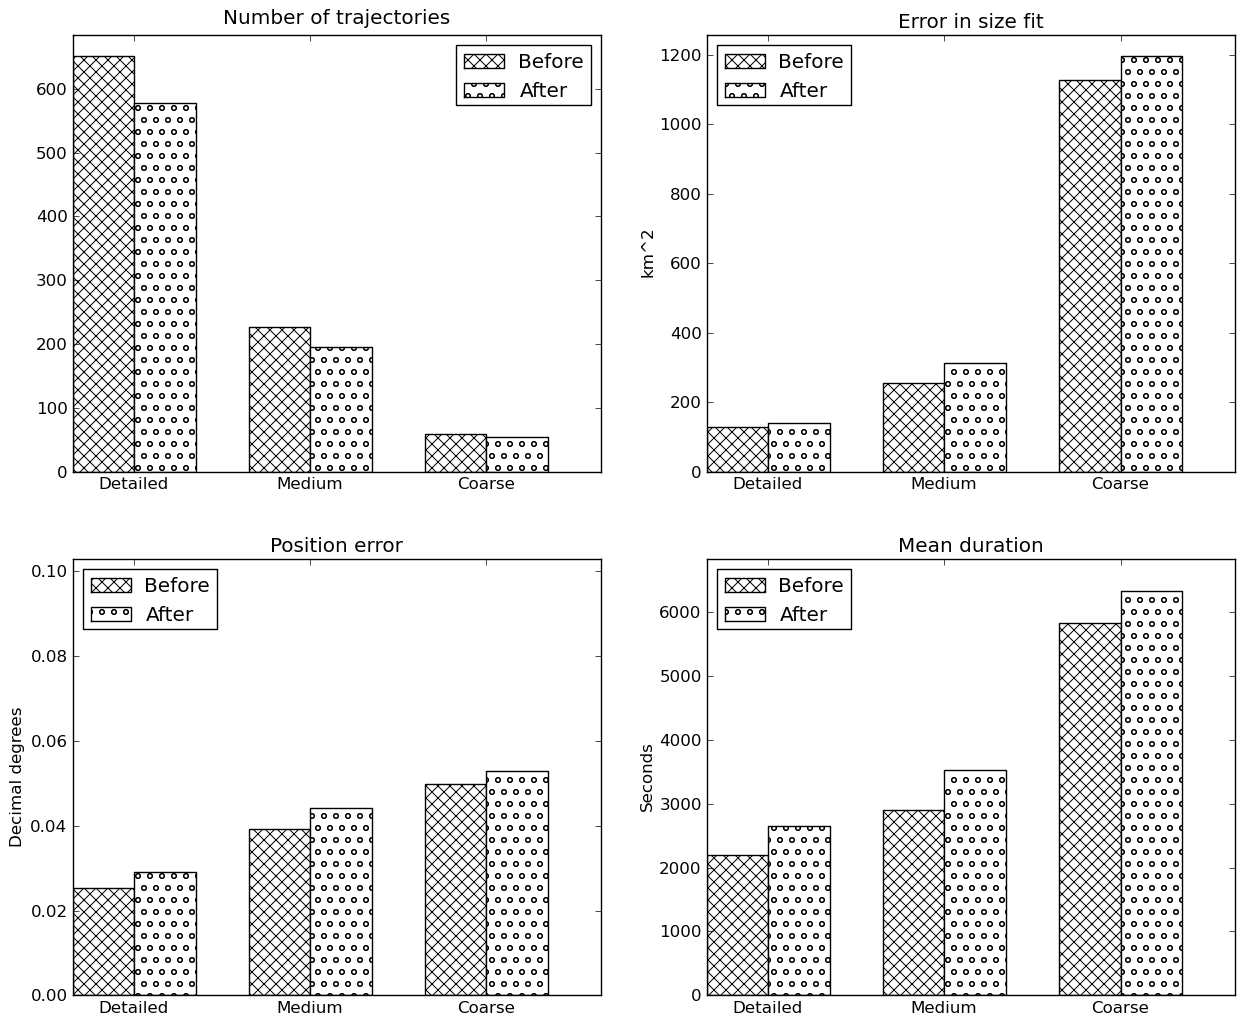 Number of trajectories
Before
After
600
500
400
300
200
100
0
Detailed Medium Coarse
Error in size fit
Before
After
km^2
1200
1000
800
600
400
200
0
Detailed Medium Coarse
Position error
Before
After
Decimal degrees
0.10
0.08
0.06
0.04
0.02
0.00
Detailed Medium Coarse
Mean duration
Before
After
Seconds
6000
5000
4000
3000
2000
1000
0
Detailed Medium Coarse